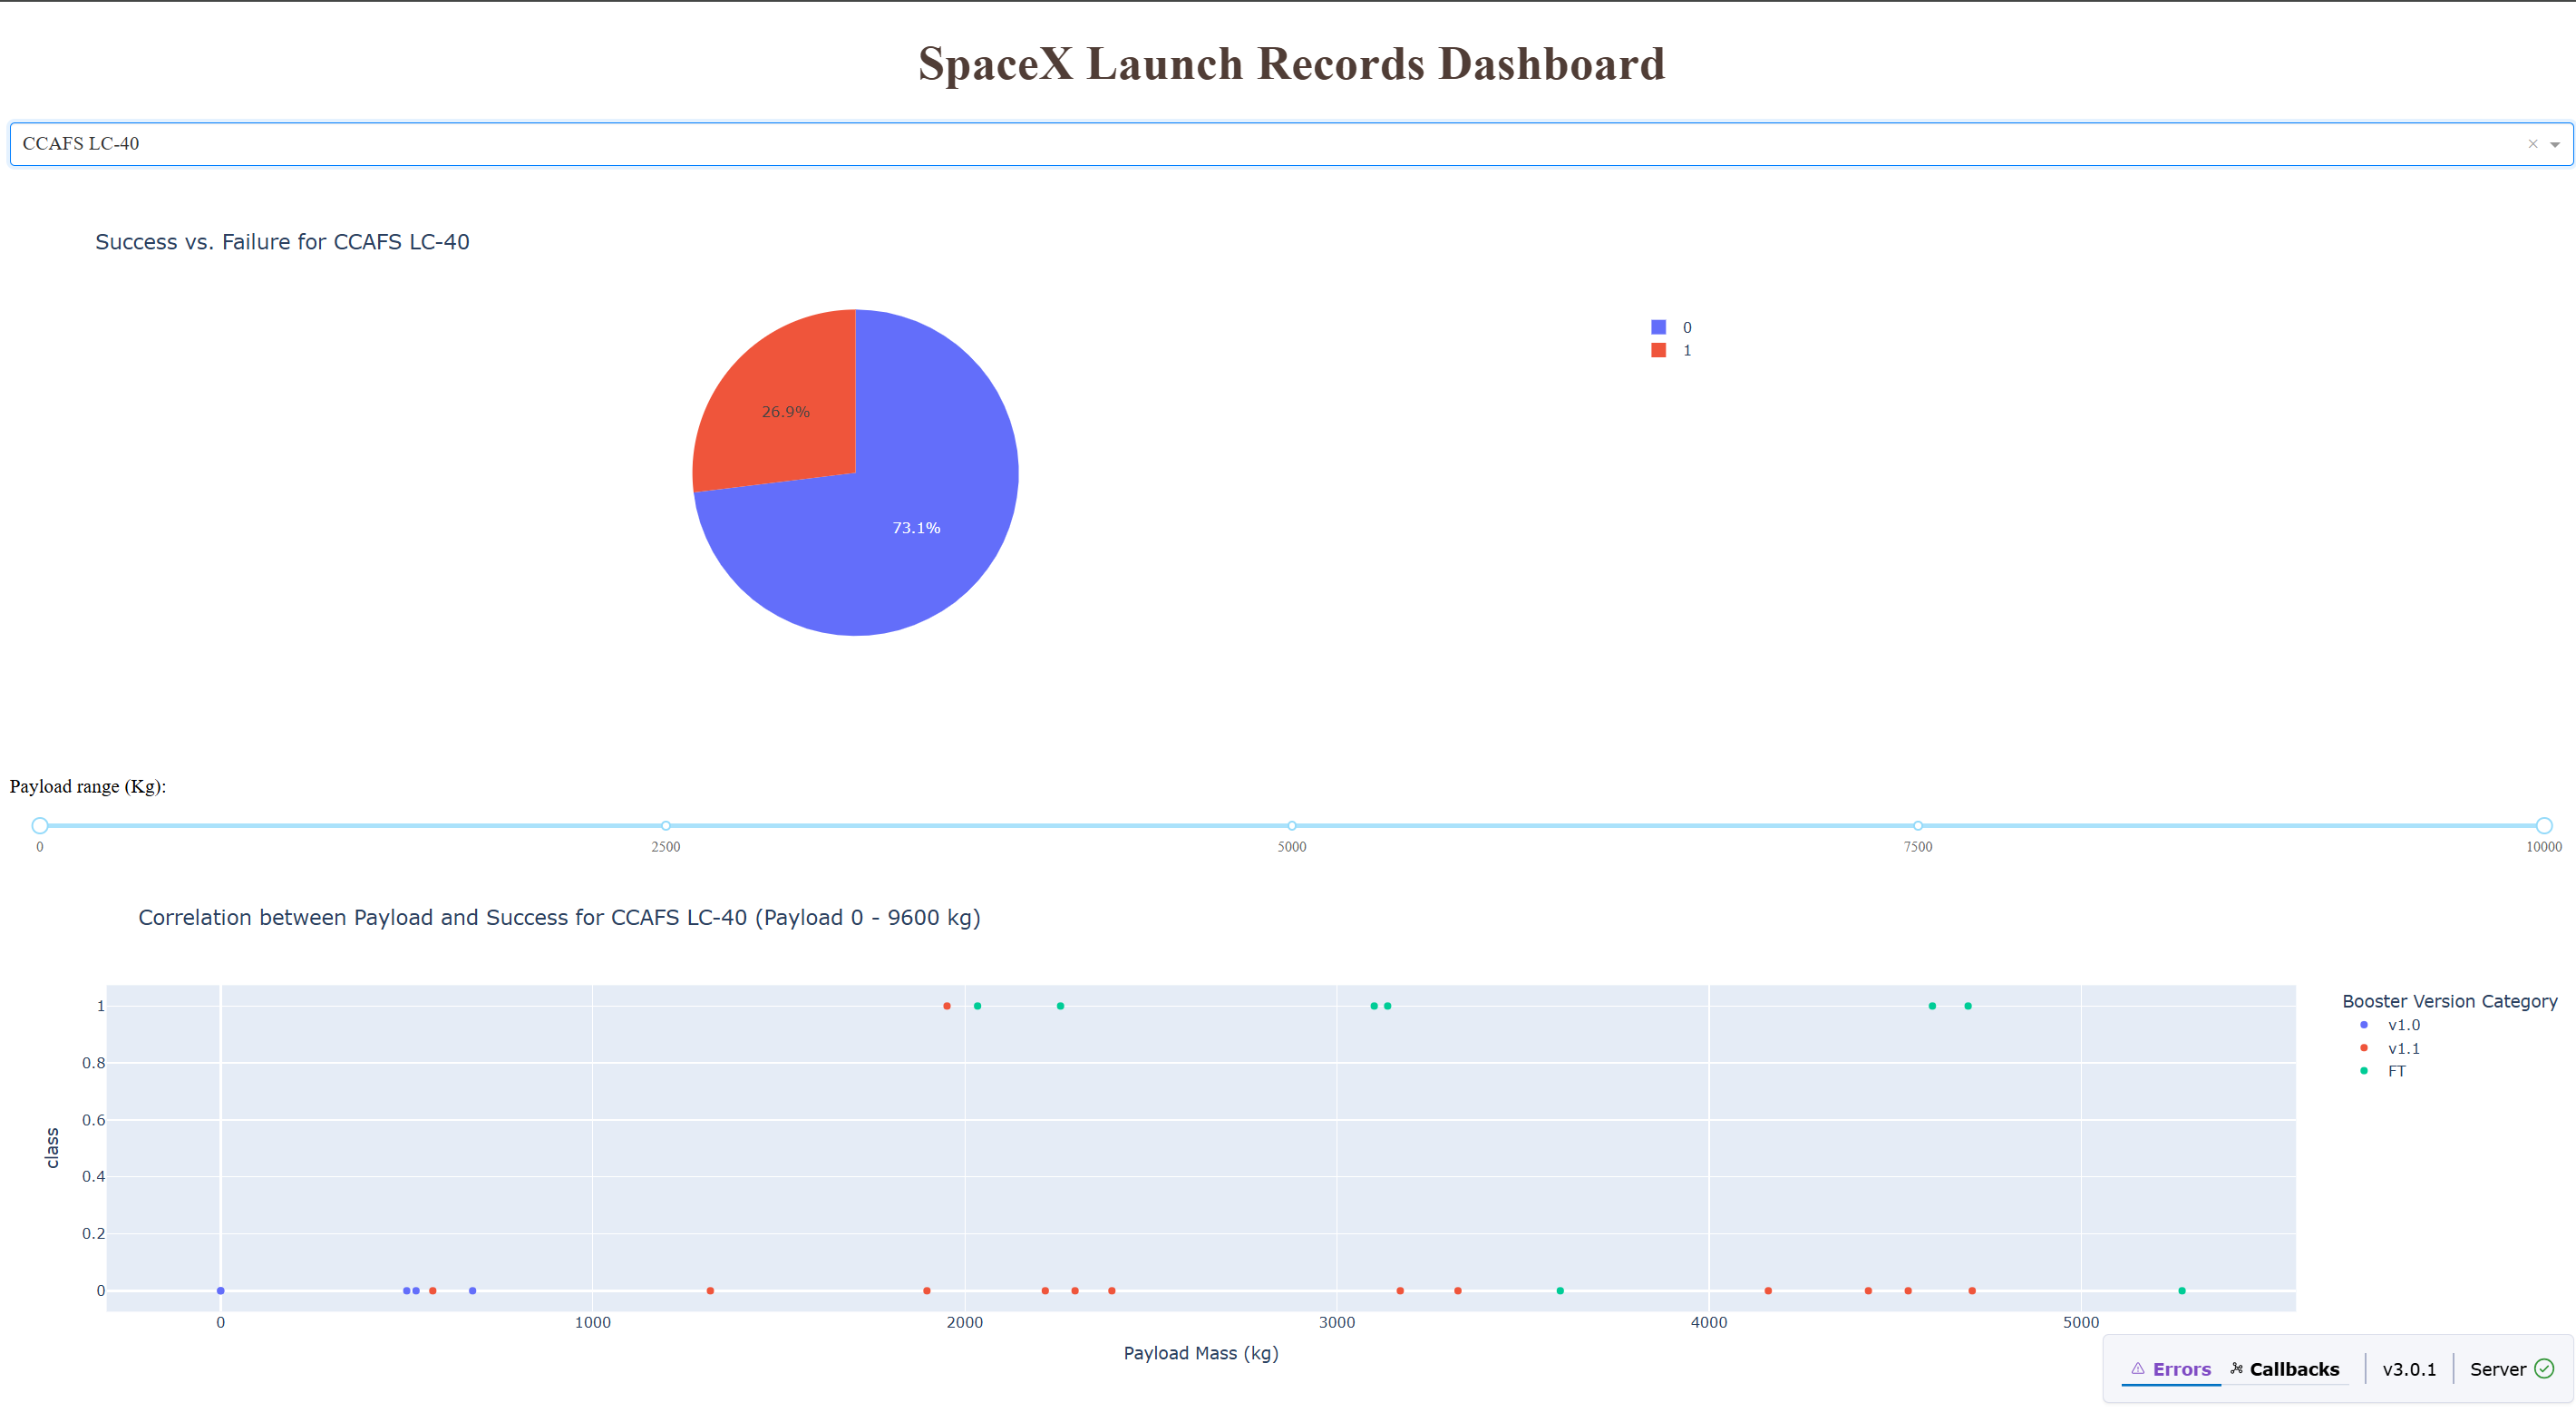 SpaceX Launch Records Dashboard
CCAFS LC-40
Success vs. Failure for CCAFS LC-40
0
1
26.9%
73.1%
Payload range (Kg):
0 2500 5000 7500 10000
Correlation between Payload and Success for CCAFS LC-40 (Payload 0 - 9600 kg)
Booster Version Category
v1.0
v1.1
FT
1
0.8
0.6
0.4
0.2
0
class
0 1000 2000 3000 4000 5000
Payload Mass (kg)
Errors Callbacks v3.0.1 Server